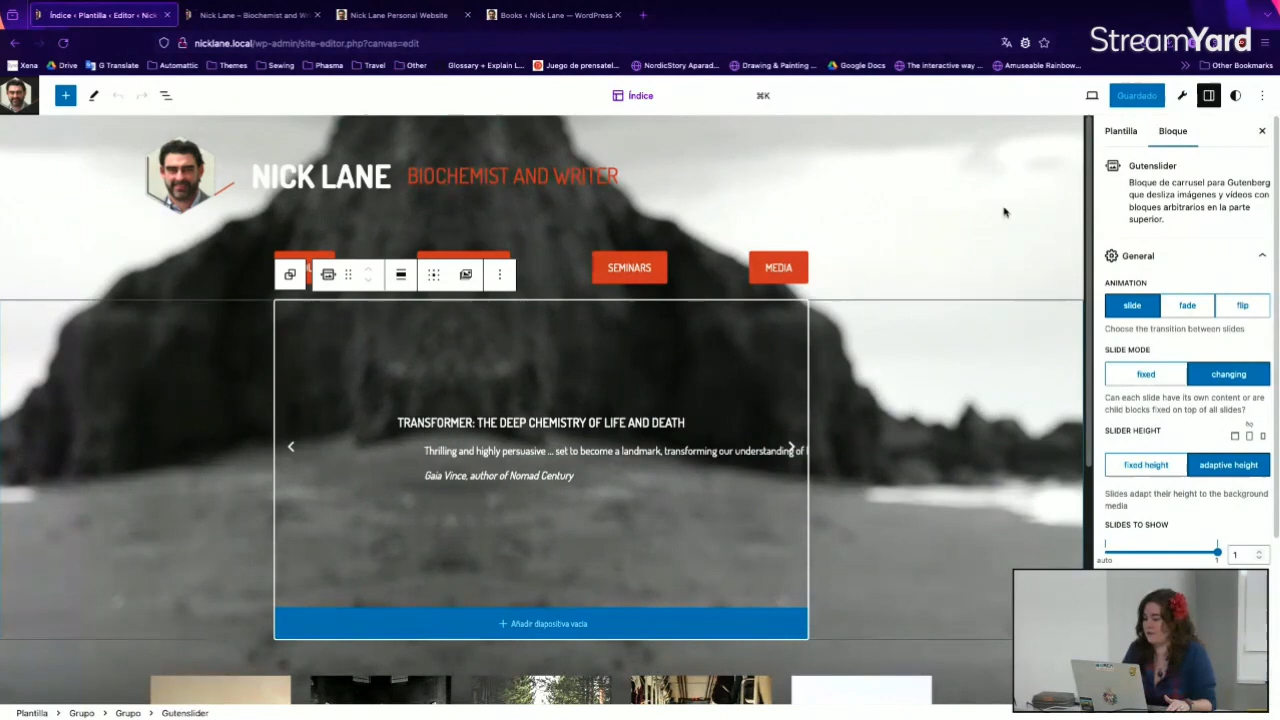 Índice ‹ Plantilla ‹ Editor ‹ Nick
Nick Lane – Biochemist and Wr
Nick Lane Personal Website
Books ‹ Nick Lane — WordPress
StreamYard
nicklane.local/wp-admin/site-editor.php?canvas=edit
Xena
Drive
G Translate
Automattic
Themes
Sewing
Phasma
Travel
Other
Glossary + Explain L...
Juego de prensatel...
NordicStory Aparad...
Drawing & Painting ...
Google Docs
The interactive way ...
Amuseable Rainbow...
Other Bookmarks
Índice
⌘K
Guardado
Plantilla
Bloque
NICK LANE
BIOCHEMIST AND WRITER
Gutenslider
Bloque de carrusel para Gutenberg
que desliza imágenes y vídeos con
bloques arbitrarios en la parte
superior.
SEMINARS
MEDIA
General
ANIMATION
slide
fade
flip
Choose the transition between slides
SLIDE MODE
fixed
changing
Can each slide have its own content or are
child blocks fixed on top of all slides?
SLIDER HEIGHT
fixed height
adaptive height
Slides adapt their height to the background
media
SLIDES TO SHOW
auto
1
1
TRANSFORMER: THE DEEP CHEMISTRY OF LIFE AND DEATH
Thrilling and highly persuasive ... set to become a landmark, transforming our understanding of
Gaia Vince, author of Nomad Century
Añadir diapositiva vacía
Plantilla › Grupo › Grupo › Gutenslider